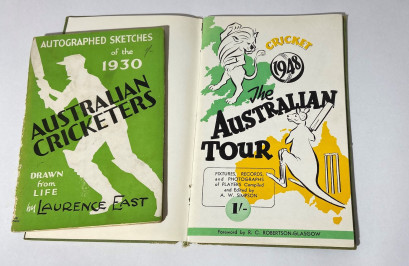 AUTOGRAPHED SKETCHES
of the
1930
AUSTRALIAN
CRICKETERS
DRAWN
from
LIFE
by LAURENCE EAST
CRICKET
1948
The
AUSTRALIAN
TOUR
FIXTURES, RECORDS,
and PHOTOGRAPHS
of PLAYERS Compiled
and Edited by
A. W. SIMPSON
1/-
Foreword by R. C. ROBERTSON-GLASGOW